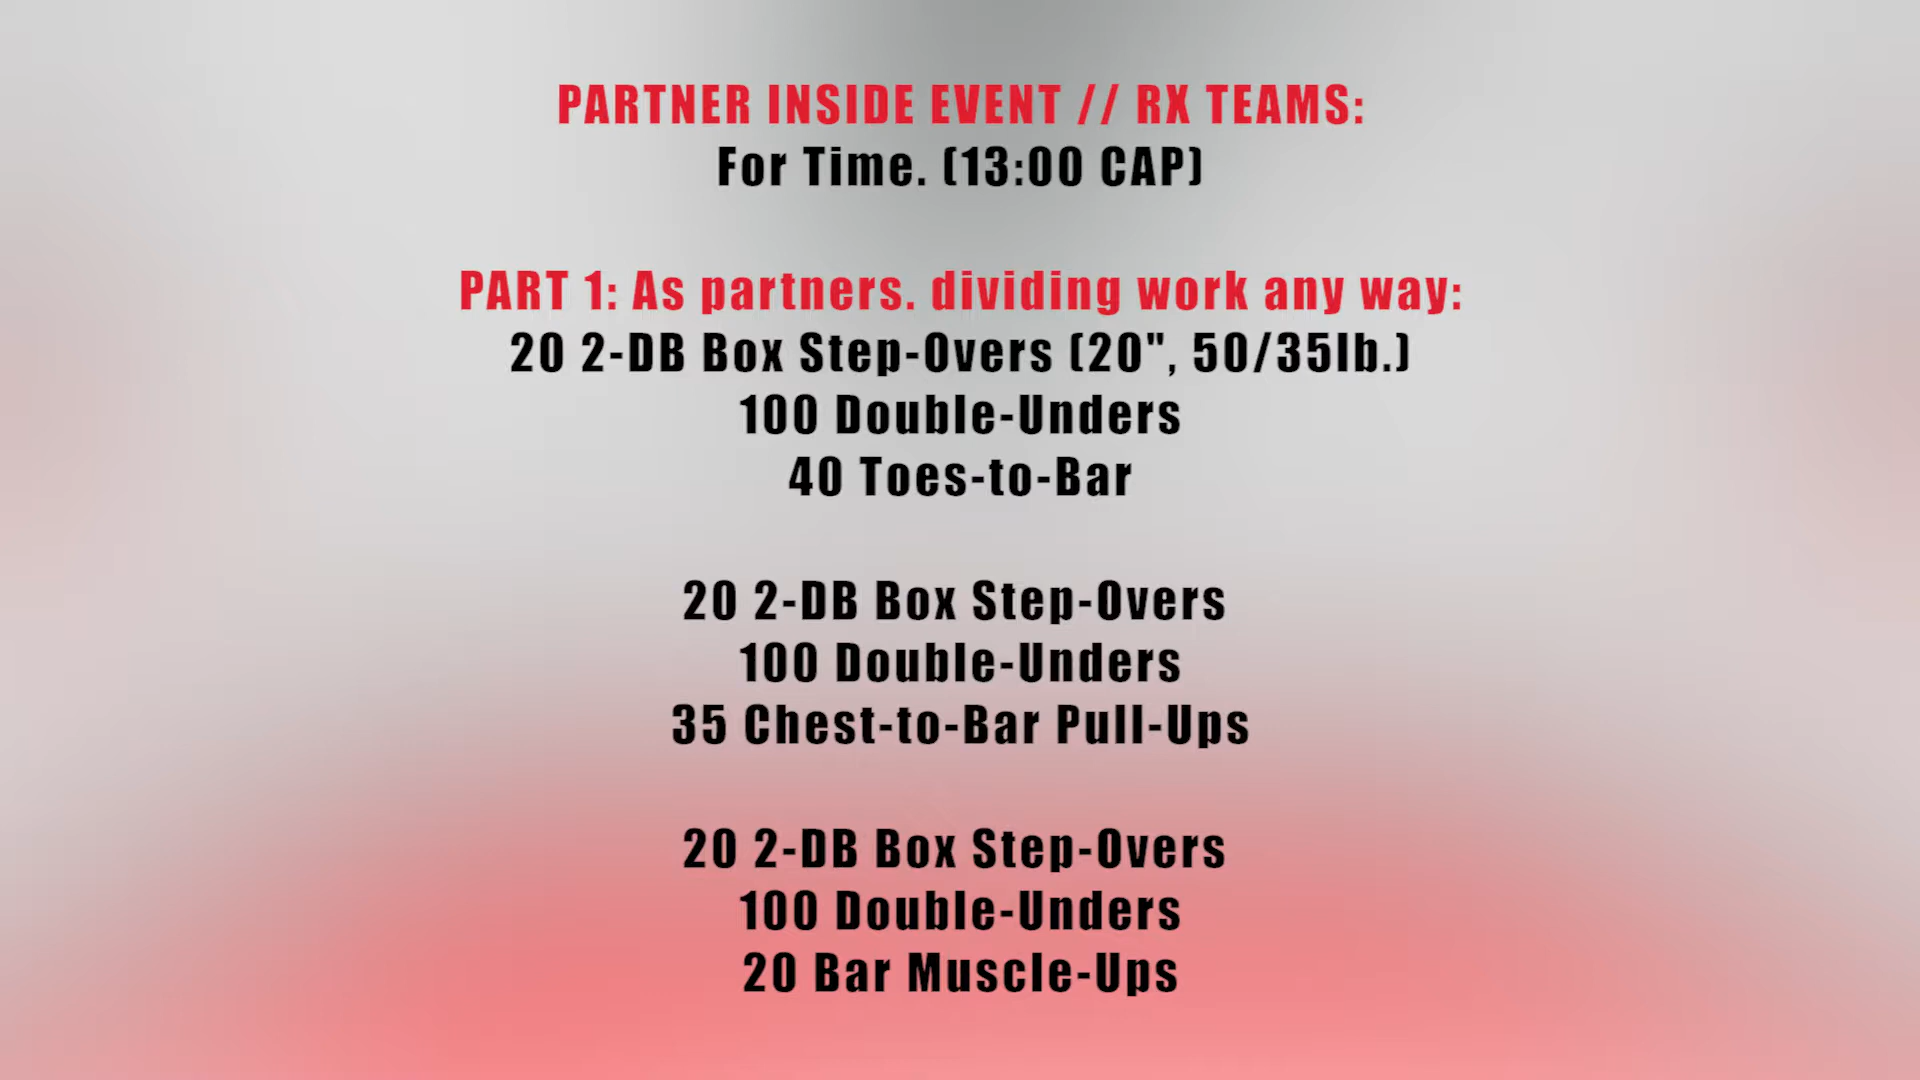 PARTNER INSIDE EVENT // RX TEAMS:
For Time. (13:00 CAP)
PART 1: As partners. dividing work any way:
20 2-DB Box Step-Overs (20", 50/35lb.)
100 Double-Unders
40 Toes-to-Bar
20 2-DB Box Step-Overs
100 Double-Unders
35 Chest-to-Bar Pull-Ups
20 2-DB Box Step-Overs
100 Double-Unders
20 Bar Muscle-Ups